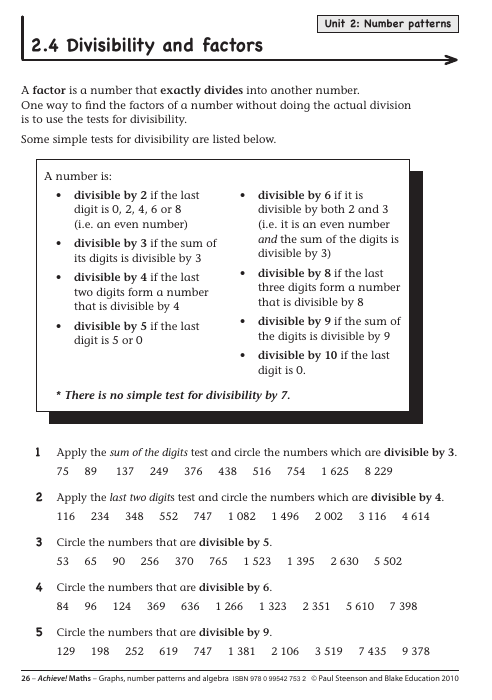 Unit 2: Number patterns
2.4 Divisibility and factors
A factor is a number that exactly divides into another number.
One way to find the factors of a number without doing the actual division
is to use the tests for divisibility.
Some simple tests for divisibility are listed below.
A number is:
• divisible by 2 if the last
digit is 0, 2, 4, 6 or 8
(i.e. an even number)
• divisible by 3 if the sum of
its digits is divisible by 3
• divisible by 4 if the last
two digits form a number
that is divisible by 4
• divisible by 5 if the last
digit is 5 or 0
• divisible by 6 if it is
divisible by both 2 and 3
(i.e. it is an even number
and the sum of the digits is
divisible by 3)
• divisible by 8 if the last
three digits form a number
that is divisible by 8
• divisible by 9 if the sum of
the digits is divisible by 9
• divisible by 10 if the last
digit is 0.
* There is no simple test for divisibility by 7.
1 Apply the sum of the digits test and circle the numbers which are divisible by 3.
75 89 137 249 376 438 516 754 1 625 8 229
2 Apply the last two digits test and circle the numbers which are divisible by 4.
116 234 348 552 747 1 082 1 496 2 002 3 116 4 614
3 Circle the numbers that are divisible by 5.
53 65 90 256 370 765 1 523 1 395 2 630 5 502
4 Circle the numbers that are divisible by 6.
84 96 124 369 636 1 266 1 323 2 351 5 610 7 398
5 Circle the numbers that are divisible by 9.
129 198 252 619 747 1 381 2 106 3 519 7 435 9 378
26 – Achieve! Maths – Graphs, number patterns and algebra ISBN 978 0 99542 753 2 © Paul Steenson and Blake Education 2010